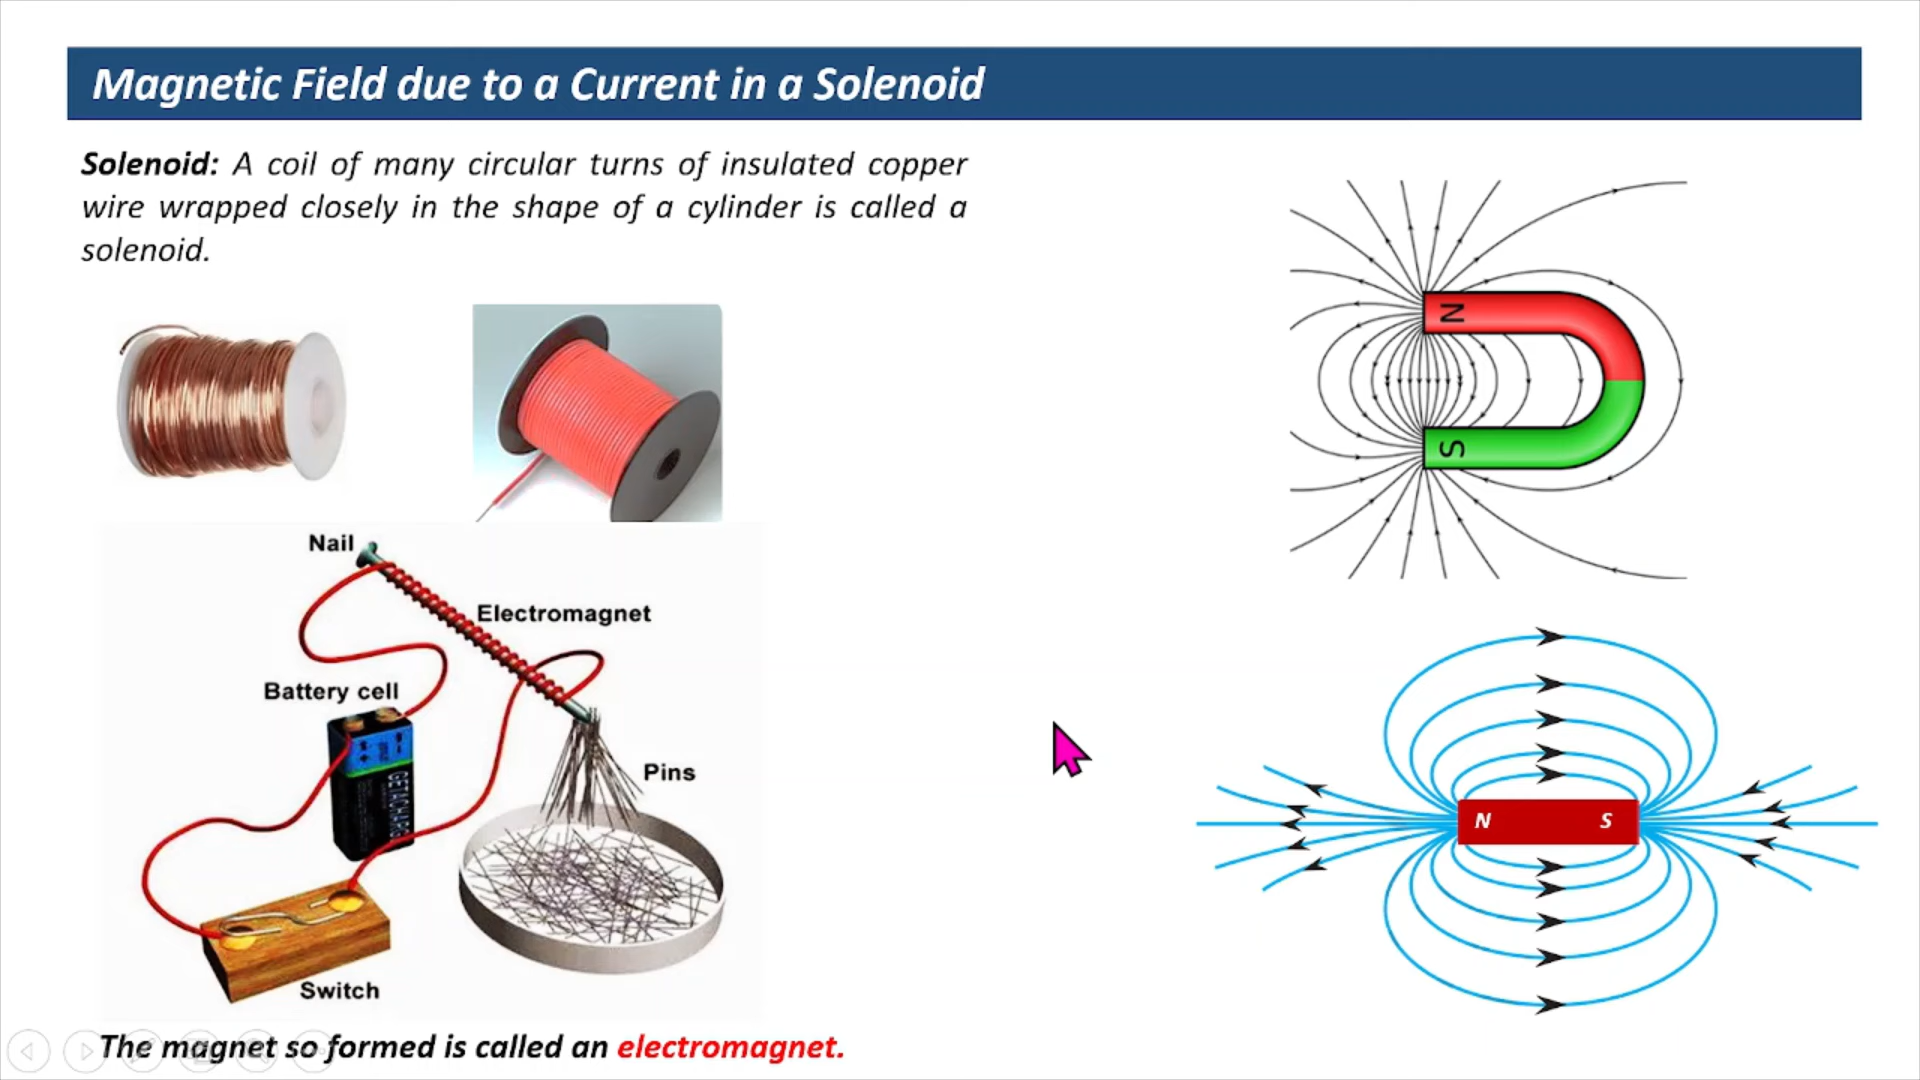 Magnetic Field due to a Current in a Solenoid
Solenoid: A coil of many circular turns of insulated copper
wire wrapped closely in the shape of a cylinder is called a
solenoid.
N
S
Nail
Electromagnet
Battery cell
Pins
Switch
N S
The magnet so formed is called an electromagnet.